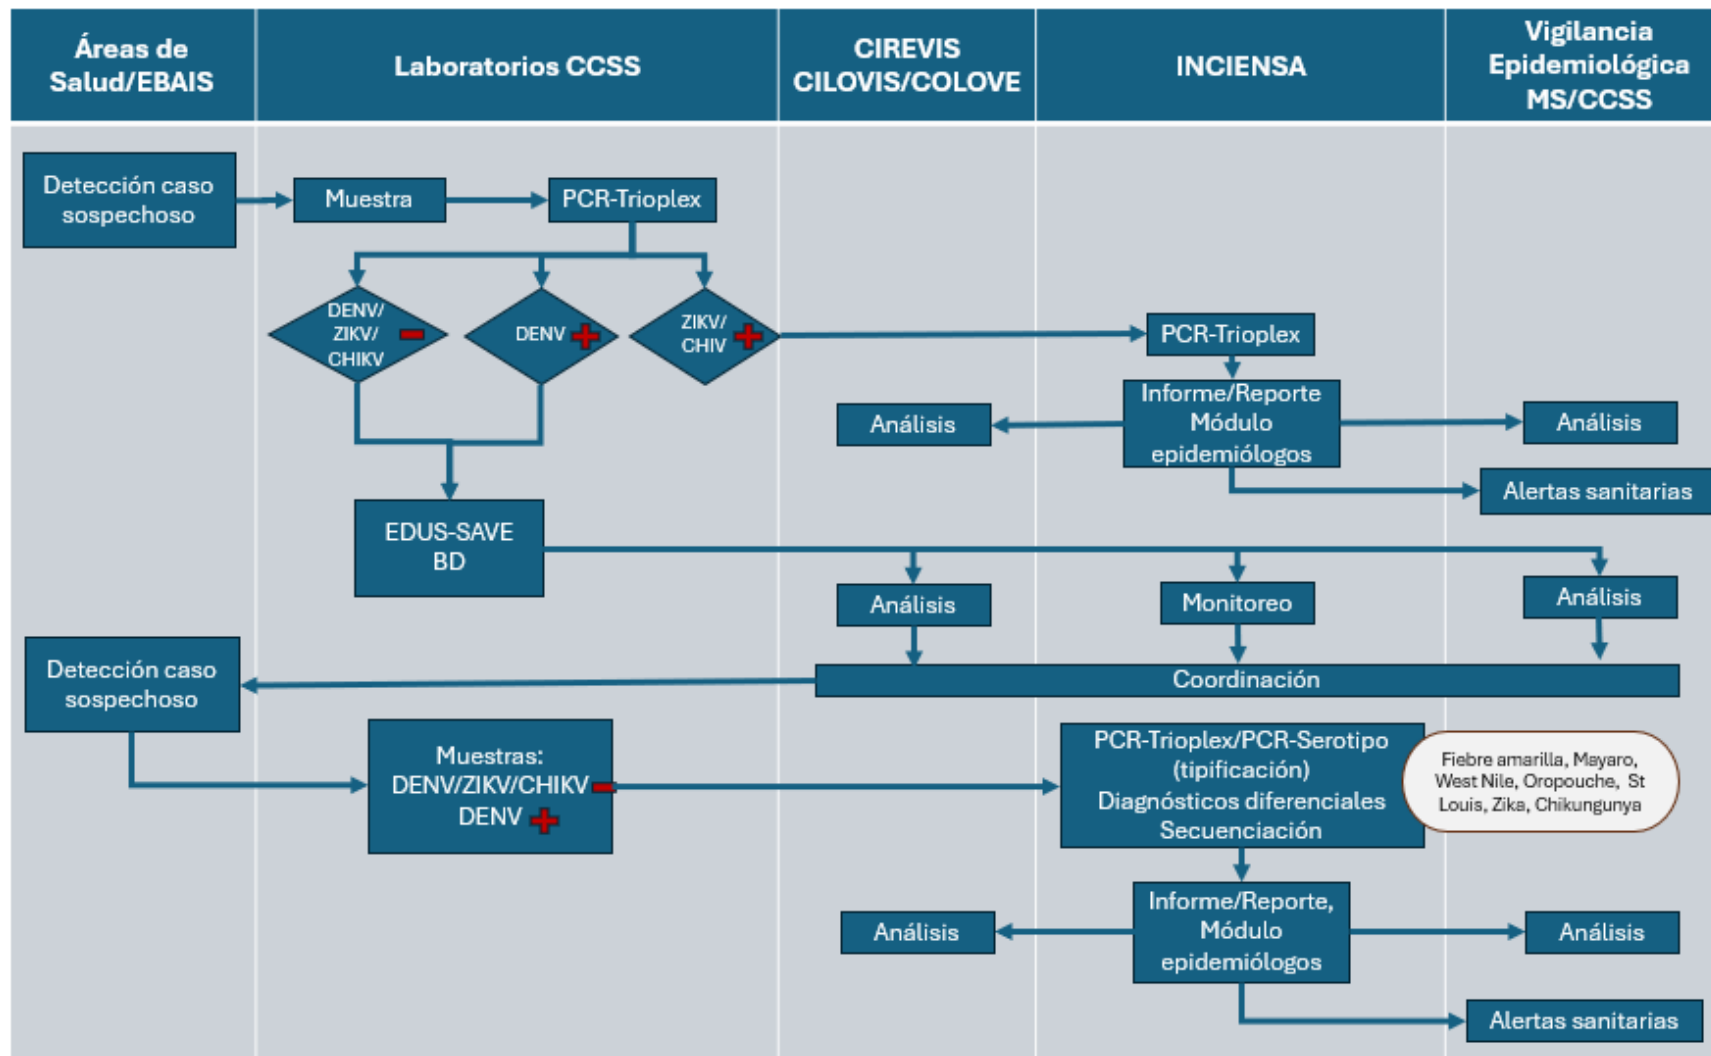 Áreas de
Salud/EBAIS
Laboratorios CCSS
CIREVIS
CILOVIS/COLOVE
INCIENSA
Vigilancia
Epidemiológica
MS/CCSS
Detección caso
sospechoso
Muestra
PCR-Trioplex
DENV/
ZIKV/
CHIKV
DENV
ZIKV/
CHIV
PCR-Trioplex
Informe/Reporte
Módulo
epidemiólogos
Análisis
Análisis
Alertas sanitarias
EDUS-SAVE
BD
Análisis
Monitoreo
Análisis
Coordinación
Detección caso
sospechoso
Muestras:
DENV/ZIKV/CHIKV
DENV
PCR-Trioplex/PCR-Serotipo
(tipificación)
Diagnósticos diferenciales
Secuenciación
Fiebre amarilla, Mayaro,
West Nile, Oropouche, St
Louis, Zika, Chikungunya
Informe/Reporte,
Módulo
epidemiólogos
Análisis
Análisis
Alertas sanitarias